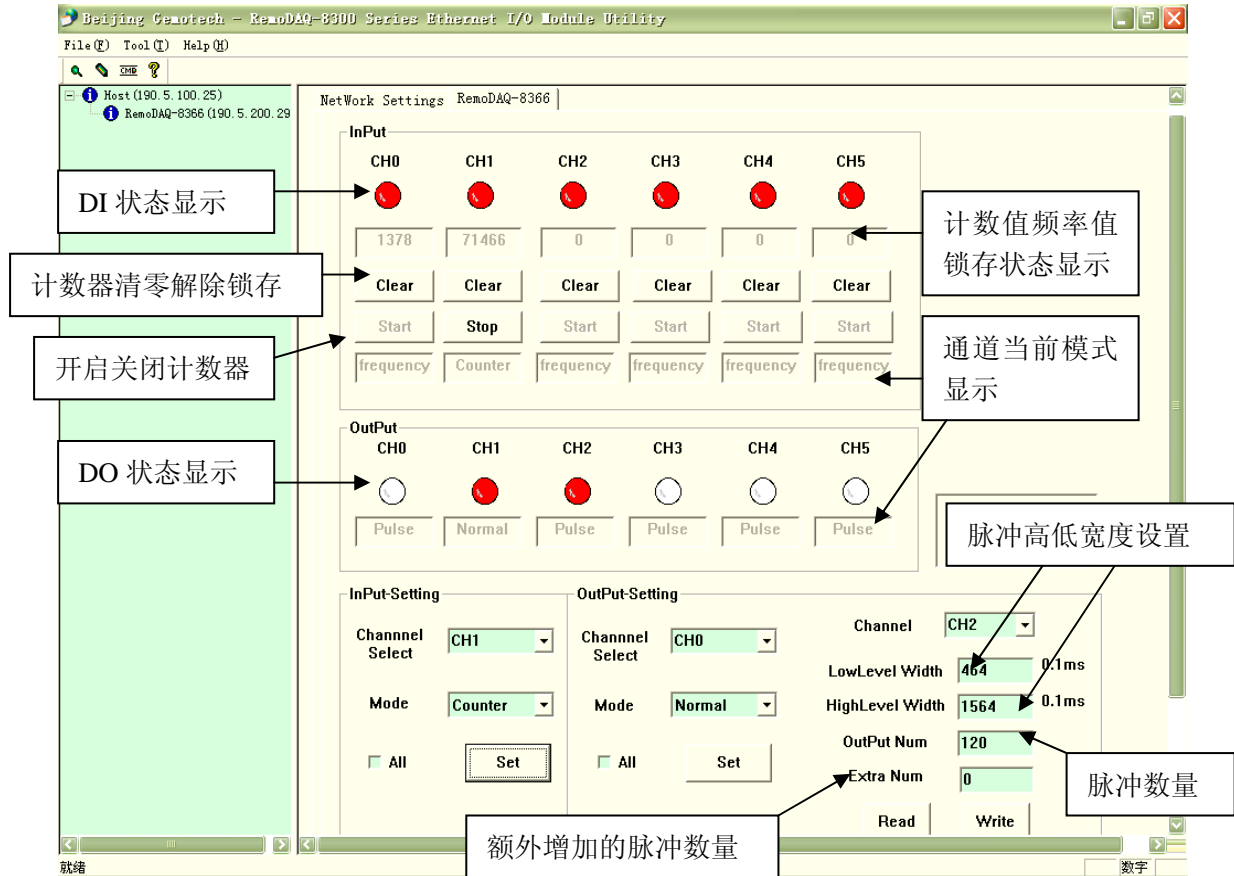 Beijing Gemotech - RemoDAQ-8300 Series Ethernet I/O Module Utility
File(F) Tool(T) Help(H)
CMD
Host(190.5.100.25)
RemoDAQ-8366(190.5.200.29
NetWork Settings RemoDAQ-8366
InPut
CH0 CH1 CH2 CH3 CH4 CH5
DI 状态显示
1378 71466 0 0 0 0
计数值频率值
锁存状态显示
计数器清零解除锁存
Clear Clear Clear Clear Clear Clear
Start Stop Start Start Start Start
开启关闭计数器
frequency Counter frequency frequency frequency frequency
通道当前模式
显示
OutPut
CH0 CH1 CH2 CH3 CH4 CH5
DO 状态显示
Pulse Normal Pulse Pulse Pulse Pulse
脉冲高低宽度设置
InPut-Setting
Channnel
Select
CH1
Mode
Counter
All
Set
OutPut-Setting
Channnel
Select
CH0
Mode
Normal
All
Set
Channel CH2
LowLevel Width 464 0.1ms
HighLevel Width 1564 0.1ms
OutPut Num 120
Extra Num 0
脉冲数量
Read Write
额外增加的脉冲数量
就绪
数字